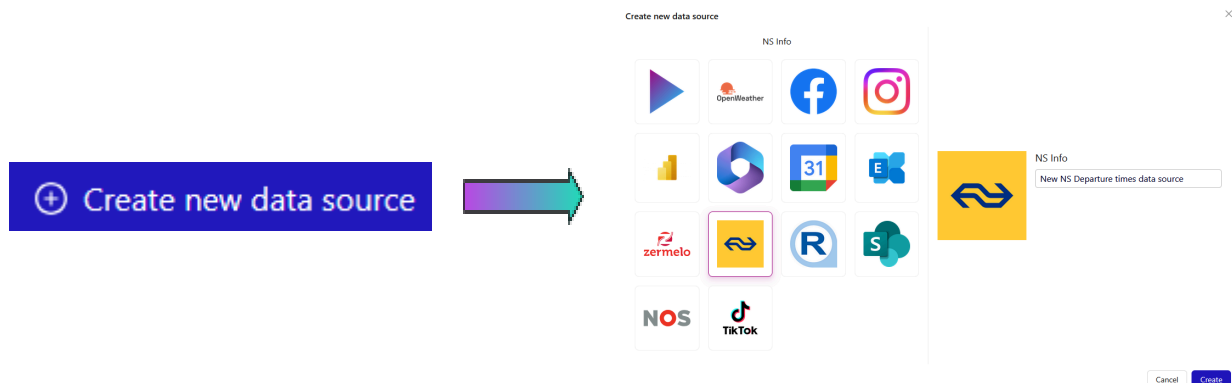 Create new data source
Create new data source
NS Info
OpenWeather
31
E
zermelo
R
S
NOS
TikTok
NS Info
New NS Departure times data source
Cancel
Create